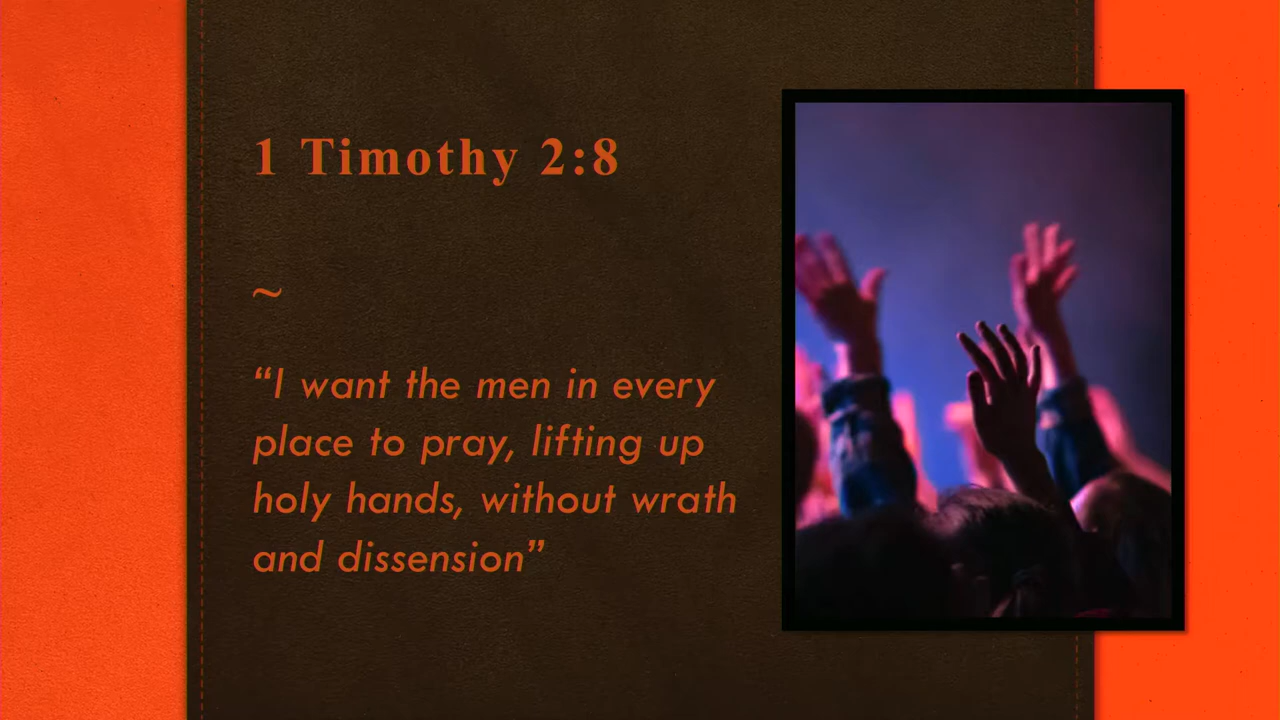 1 Timothy 2:8
~
“I want the men in every
place to pray, lifting up
holy hands, without wrath
and dissension”